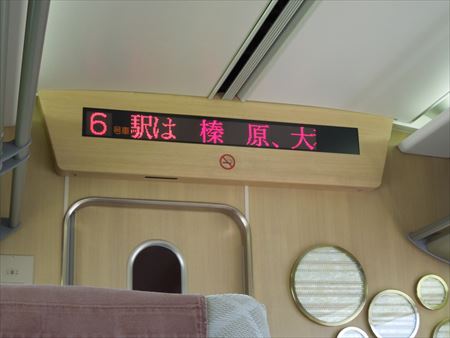 6号車 駅は 榛 原、大